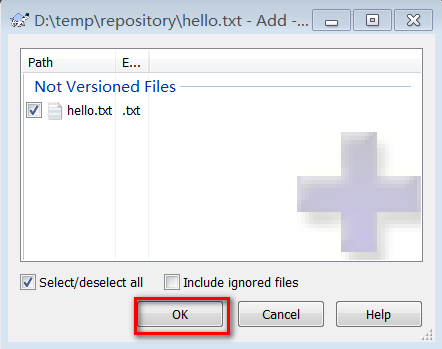 D:\temp\repository\hello.txt - Add -...
Path E...
Not Versioned Files
hello.txt .txt
Select/deselect all Include ignored files
OK Cancel Help